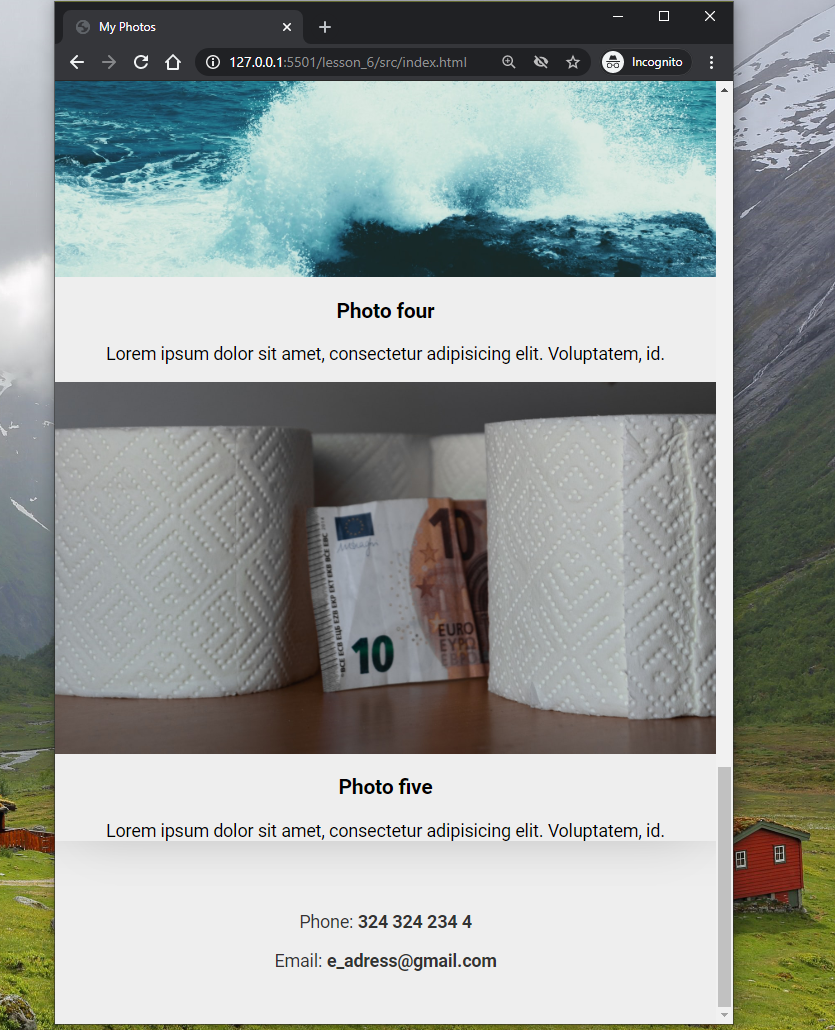 My Photos
127.0.0.1:5501/lesson_6/src/index.html
Incognito
Photo four
Lorem ipsum dolor sit amet, consectetur adipisicing elit. Voluptatem, id.
10
10
EURO
ΕΥΡΩ
ЕВРО
Photo five
Lorem ipsum dolor sit amet, consectetur adipisicing elit. Voluptatem, id.
Phone: 324 324 234 4
Email: e_adress@gmail.com